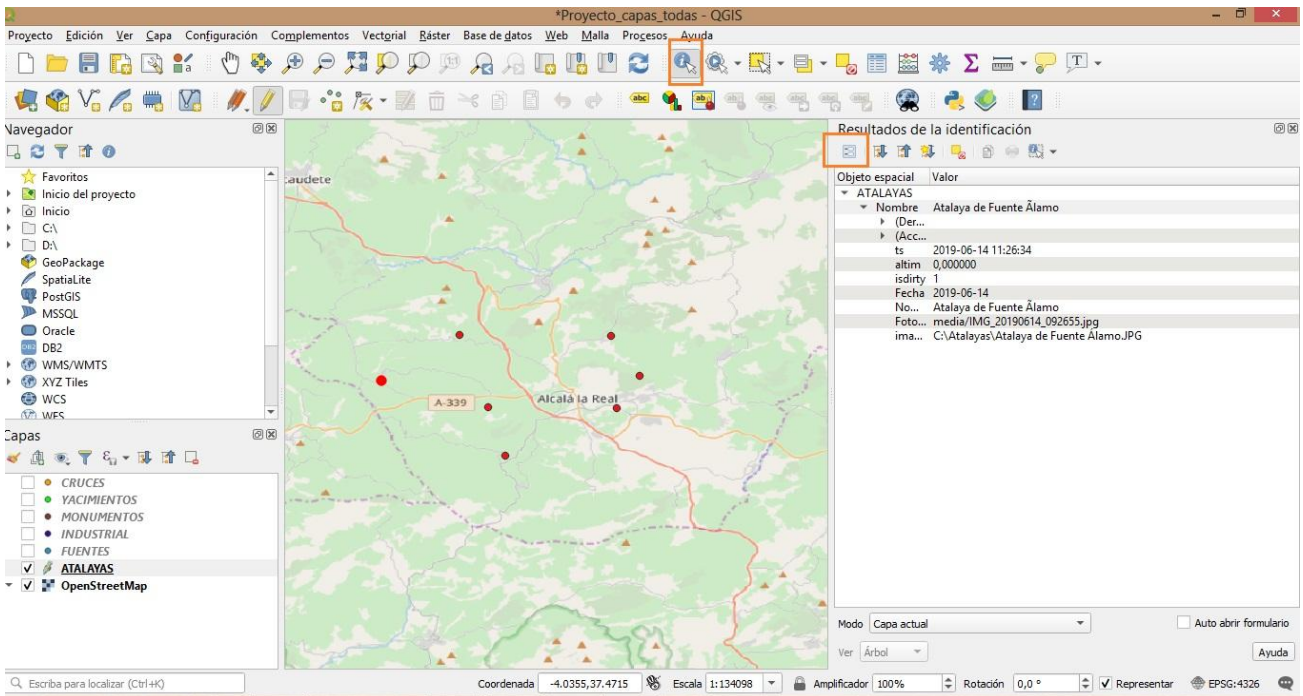 *Proyecto_capas_todas - QGIS
Proyecto Edición Ver Capa Configuración Complementos Vectorial Ráster Base de datos Web Malla Procesos Ayuda
Navegador
Favoritos
Inicio del proyecto
Inicio
C:\
D:\
GeoPackage
SpatiaLite
PostGIS
MSSQL
Oracle
DB2
WMS/WMTS
XYZ Tiles
WCS
WFS
Capas
CRUCES
YACIMIENTOS
MONUMENTOS
INDUSTRIAL
FUENTES
ATALAYAS
OpenStreetMap
caudete
A-339
Alcalá la Real
Resultados de la identificación
Objeto espacial Valor
ATALAYAS
Nombre Atalaya de Fuente Ãlamo
(Der...
(Acc...
ts 2019-06-14 11:26:34
altim 0,000000
isdirty 1
Fecha 2019-06-14
No... Atalaya de Fuente Álamo
Foto... media/IMG_20190614_092655.jpg
ima... C:\Atalayas\Atalaya de Fuente Alamo.JPG
Modo Capa actual Auto abrir formulario
Ver Árbol Ayuda
Escriba para localizar (Ctrl+K) Coordenada -4.0355,37.4715 Escala 1:134098 Amplificador 100% Rotación 0,0 ° Representar EPSG:4326